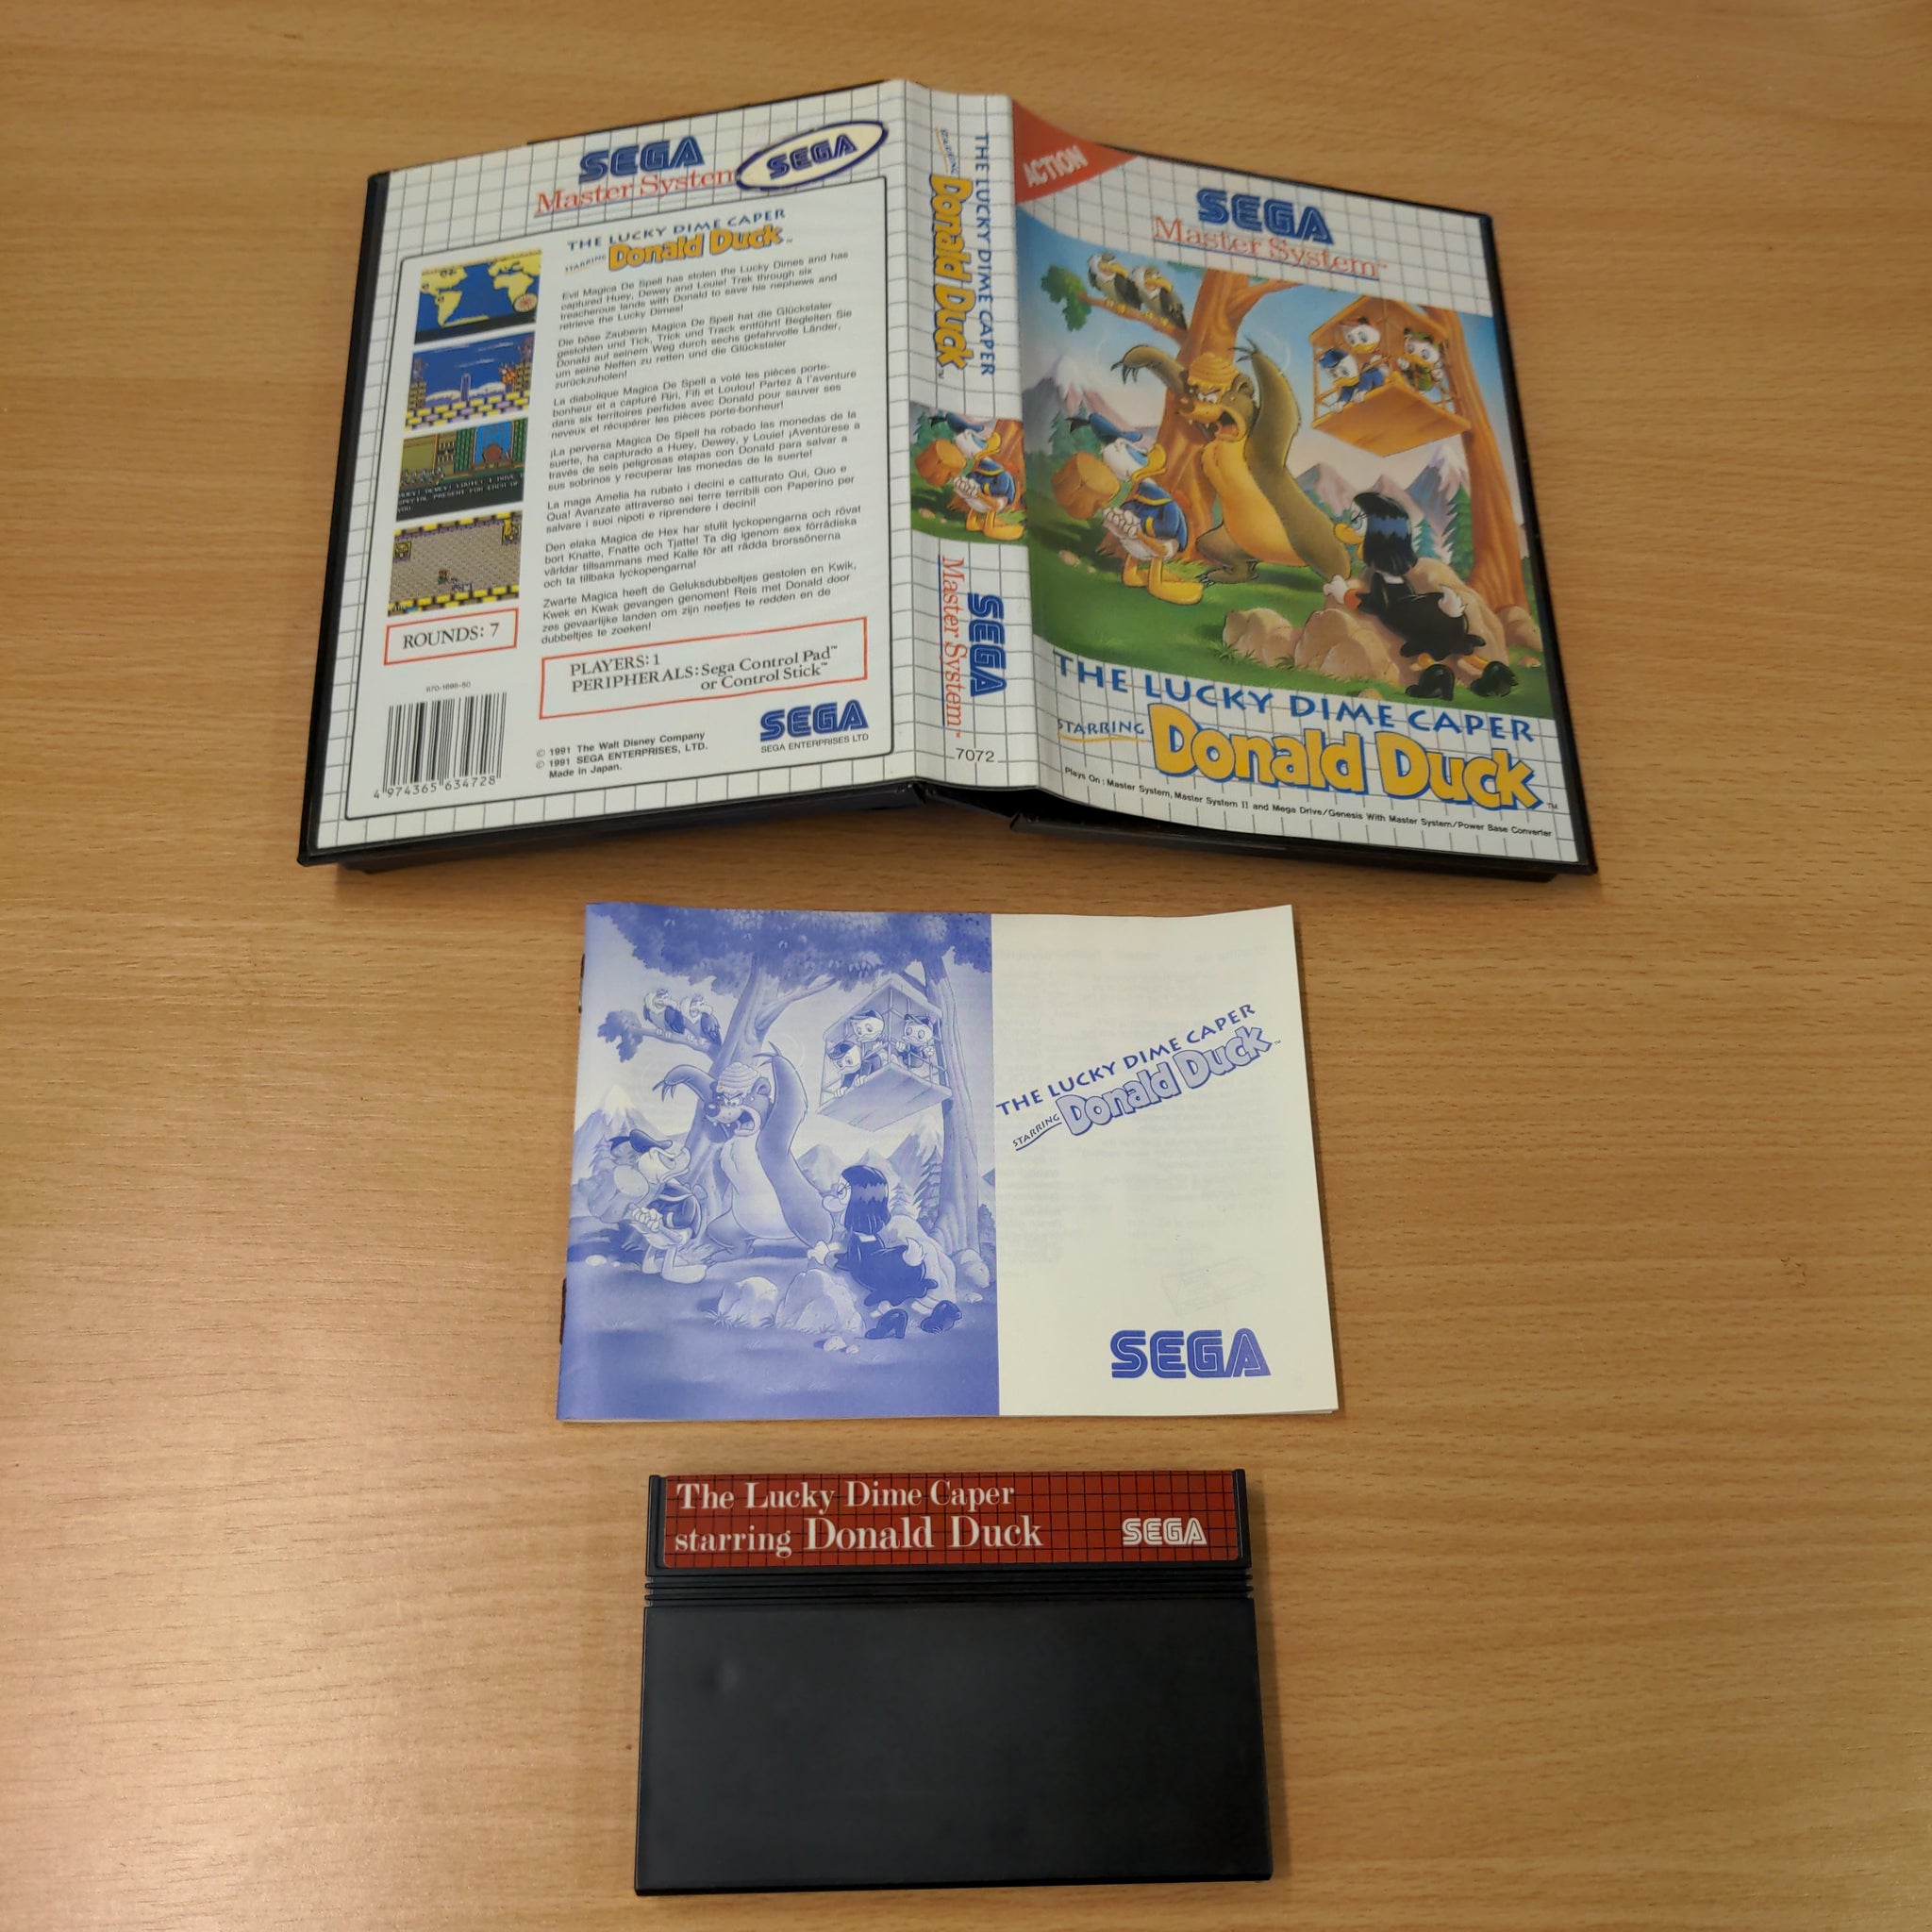 SEGA
Master System
SEGA
THE LUCKY DIME CAPER
STARRING Donald Duck™
Evil Magica De Spell has stolen the Lucky Dimes and has
captured Huey, Dewey and Louie! Trek through six
treacherous lands with Donald to save his nephews and
retrieve the Lucky Dimes!
Die böse Zauberin Magica De Spell hat die Glückstaler
gestohlen und Tick, Trick und Track entführt! Begleiten Sie
Donald auf seinem Weg durch sechs gefahrvolle Länder,
um seine Neffen zu retten und die Glückstaler
zurückzuholen!
La diabolique Magica De Spell a volé les pièces porte-
bonheur et a capturé Riri, Fifi et Loulou! Partez à l'aventure
dans six territoires perfides avec Donald pour sauver ses
neveux et récupérer les pièces porte-bonheur!
¡La perversa Magica De Spell ha robado las monedas de la
suerte, ha capturado a Huey, Dewey, y Louie! ¡Aventúrese a
través de seis peligrosas etapas con Donald para salvar a
sus sobrinos y recuperar las monedas de la suerte!
La maga Amelia ha rubato i decini e catturato Qui, Quo e
Qua! Avanzate attraverso sei terre terribili con Paperino per
salvare i suoi nipoti e riprendere i decini!
Den elaka Magica de Hex har stulit lyckopengarna och rövat
bort Knatte, Fnatte och Tjatte! Ta dig igenom sex förrädiska
världar tillsammans med Kalle för att rädda brorssönerna
och ta tillbaka lyckopengarna!
Zwarte Magica heeft de Geluksdubbeltjes gestolen en Kwik,
Kwek en Kwak gevangen genomen! Reis met Donald door
zes gevaarlijke landen om zijn neefjes te redden en de
dubbeltjes te zoeken!
ROUNDS: 7
PLAYERS: 1
PERIPHERALS: Sega Control Pad™
or Control Stick™
670-1698-50
4 974365 634728
© 1991 The Walt Disney Company
© 1991 SEGA ENTERPRISES, LTD.
Made in Japan.
SEGA
SEGA ENTERPRISES LTD
THE LUCKY DIME CAPER
STARRING Donald Duck™
SEGA
Master System™
7072
ACTION
SEGA
Master System™
THE LUCKY DIME CAPER
STARRING Donald Duck™
Plays On: Master System, Master System II and Mega Drive/Genesis With Master System/Power Base Converter
THE LUCKY DIME CAPER
STARRING Donald Duck™
SEGA
The Lucky Dime Caper
starring Donald Duck
SEGA